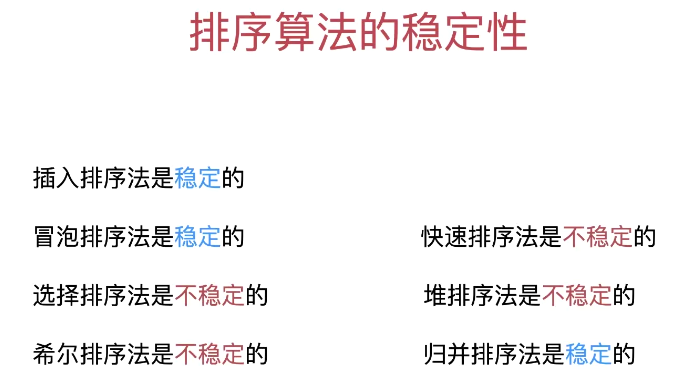 排序算法的稳定性
插入排序法是稳定的
冒泡排序法是稳定的
选择排序法是不稳定的
希尔排序法是不稳定的
快速排序法是不稳定的
堆排序法是不稳定的
归并排序法是稳定的